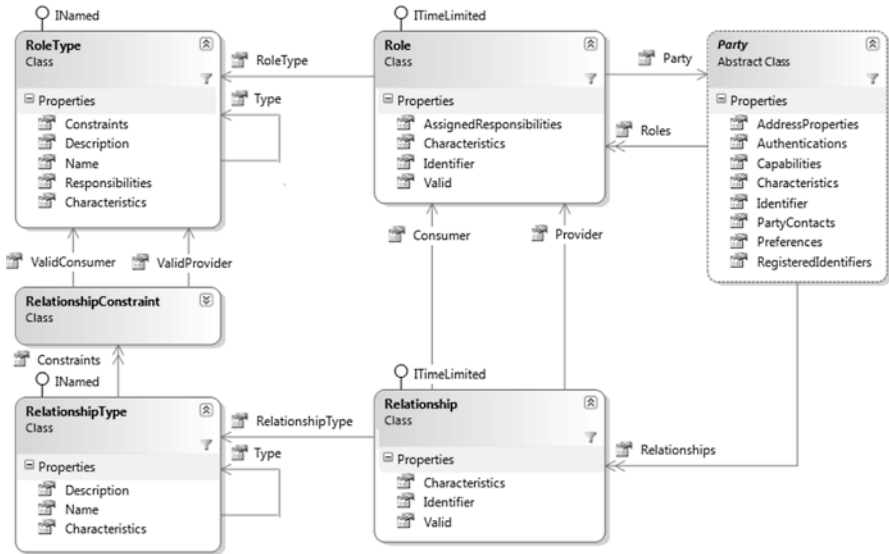 INamed
RoleType
Class
Properties
Constraints
Description
Name
Responsibilities
Characteristics
RoleType
Type
ITimeLimited
Role
Class
Properties
AssignedResponsibilities
Characteristics
Identifier
Valid
Party
Roles
Party
Abstract Class
Properties
AddressProperties
Authentications
Capabilities
Characteristics
Identifier
PartyContacts
Preferences
RegisteredIdentifiers
ValidConsumer
ValidProvider
Consumer
Provider
RelationshipConstraint
Class
Constraints
INamed
RelationshipType
Class
Properties
Description
Name
Characteristics
RelationshipType
Type
ITimeLimited
Relationship
Class
Properties
Characteristics
Identifier
Valid
Relationships